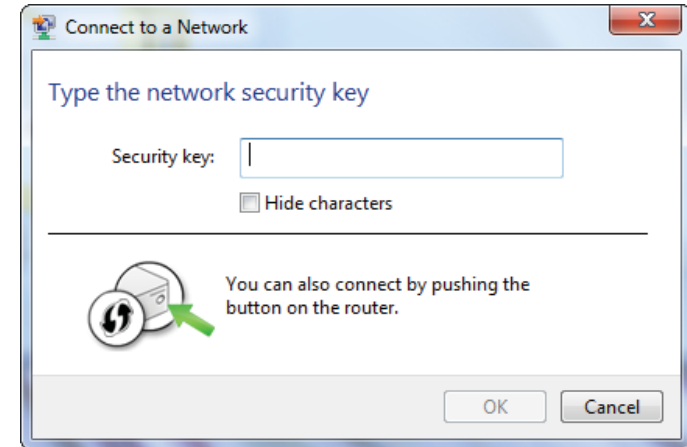 Connect to a Network
Type the network security key
Security key:
Hide characters
You can also connect by pushing the
button on the router.
OK
Cancel